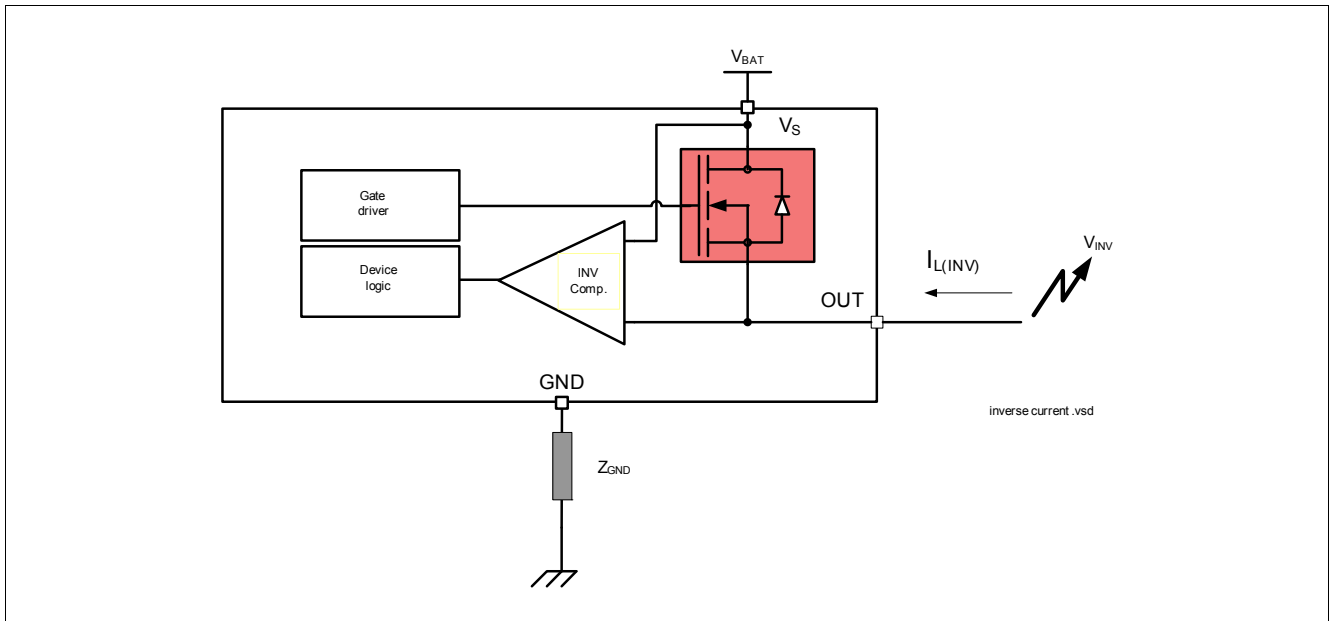 VBAT
VS
Gate
driver
Device
logic
INV
Comp.
IL(INV)
VINV
OUT
GND
inverse current .vsd
ZGND